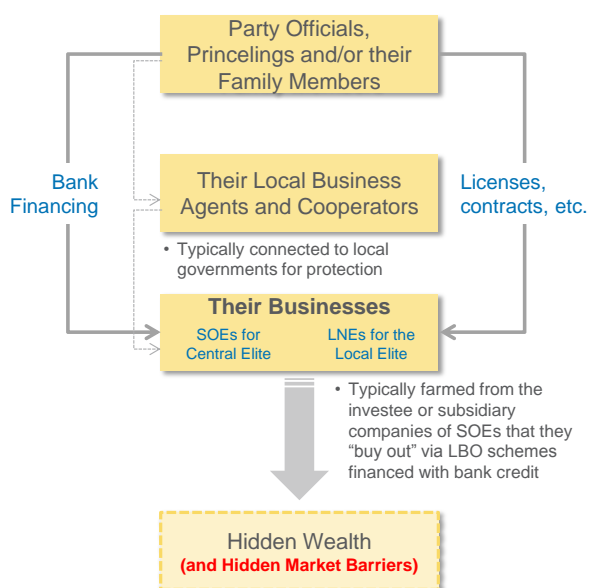 Party Officials,
Princelings and/or their
Family Members
Bank
Financing
Licenses,
contracts, etc.
Their Local Business
Agents and Cooperators
• Typically connected to local
governments for protection
Their Businesses
SOEs for
Central Elite
LNEs for the
Local Elite
• Typically farmed from the
investee or subsidiary
companies of SOEs that they
“buy out” via LBO schemes
financed with bank credit
Hidden Wealth
(and Hidden Market Barriers)